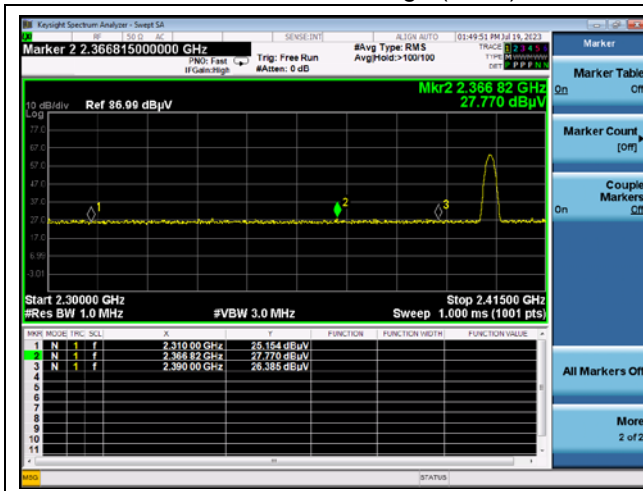 Keysight Spectrum Analyzer - Swept SA
RF 50 Ω AC SENSE:INT ALIGN AUTO 01:49:51 PM Jul 19, 2023
Marker 2 2.366815000000 GHz
PNO: Fast
IFGain:High
Trig: Free Run
#Atten: 0 dB
#Avg Type: RMS
Avg|Hold:>100/100
TRACE 1 2 3 4 5 6
TYPE M WWWWW
DET P P P P N N
Mkr2 2.366 82 GHz
27.770 dBµV
10 dB/div Ref 86.99 dBµV
Log
77.0
67.0
57.0
47.0
37.0
27.0
17.0
6.99
-3.01
1
2
3
Start 2.30000 GHz Stop 2.41500 GHz
#Res BW 1.0 MHz #VBW 3.0 MHz Sweep 1.000 ms (1001 pts)
MKR MODE TRC SCL X Y FUNCTION FUNCTION WIDTH FUNCTION VALUE
1 N 1 f 2.310 00 GHz 25.154 dBµV
2 N 1 f 2.366 82 GHz 27.770 dBµV
3 N 1 f 2.390 00 GHz 26.385 dBµV
4
5
6
7
8
9
10
11
MSG STATUS
Marker
Marker Table
On Off
Marker Count
[Off]
Couple
Markers
On Off
All Markers Off
More
2 of 2